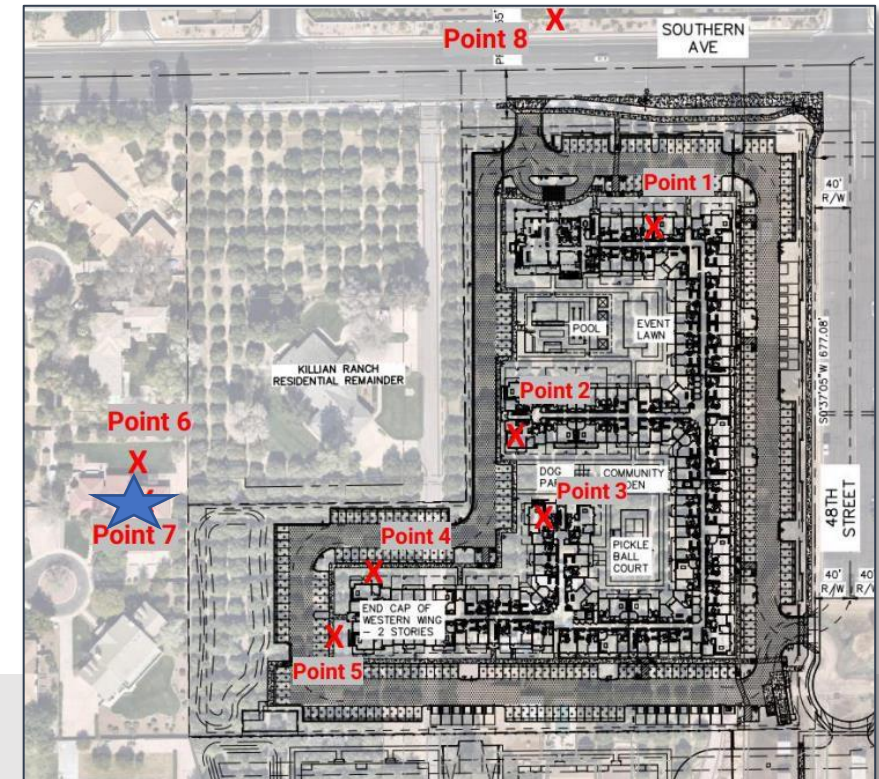 Point 8
SOUTHERN
AVE
Point 1
40'
R/W
POOL
EVENT
LAWN
KILLIAN RANCH
RESIDENTIAL REMAINDER
S0°37'05"W 677.08'
Point 2
Point 6
DOG
COMMUNITY
Point 3
48TH
STREET
Point 7
Point 4
PICKLE
BALL
COURT
40'
R/W
40'
END CAP OF
WESTERN WING
- 2 STORIES
Point 5